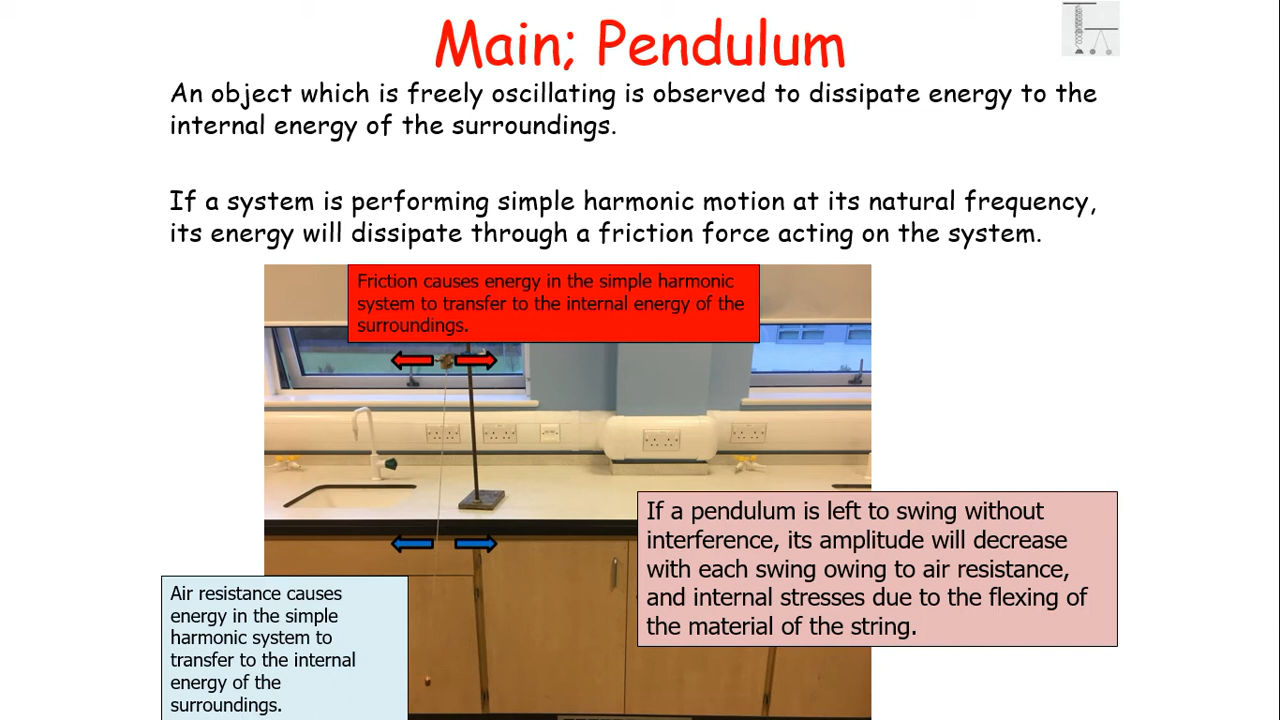 Main; Pendulum
An object which is freely oscillating is observed to dissipate energy to the
internal energy of the surroundings.
If a system is performing simple harmonic motion at its natural frequency,
its energy will dissipate through a friction force acting on the system.
Friction causes energy in the simple harmonic
system to transfer to the internal energy of the
surroundings.
If a pendulum is left to swing without
interference, its amplitude will decrease
with each swing owing to air resistance,
and internal stresses due to the flexing of
the material of the string.
Air resistance causes
energy in the simple
harmonic system to
transfer to the internal
energy of the
surroundings.